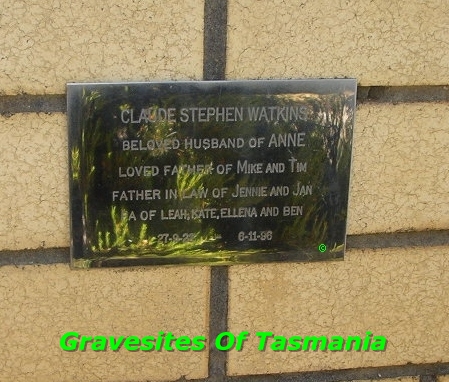 CLAUDE STEPHEN WATKINS
BELOVED HUSBAND OF ANNE
LOVED FATHER OF MIKE AND TIM
FATHER IN LAW OF JENNIE AND JAN
OF LEAH, KATE, ELLENA AND BEN
6-11-96
©
Gravesites Of Tasmania